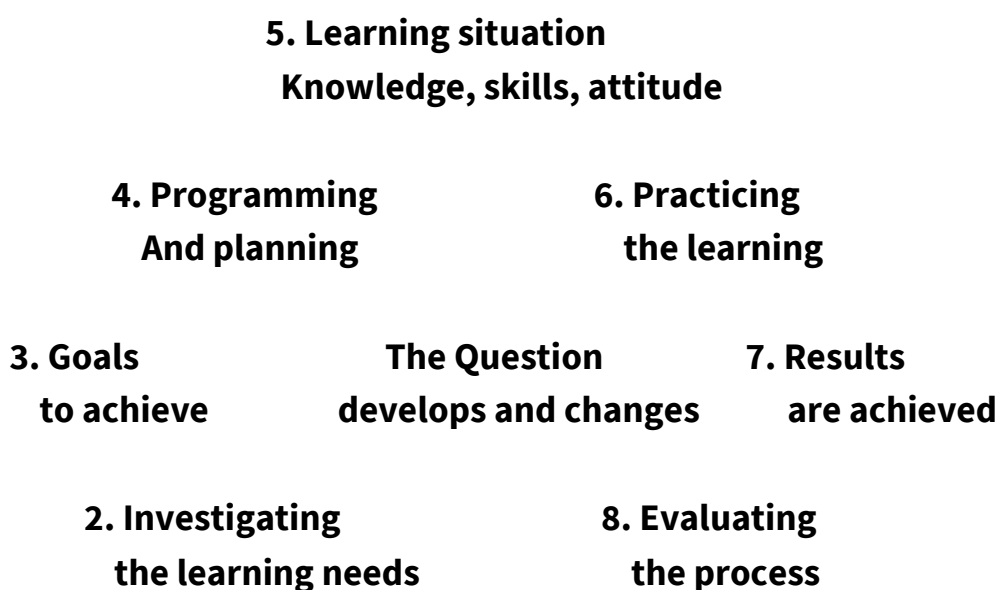 5. Learning situation
Knowledge, skills, attitude
4. Programming
And planning
6. Practicing
the learning
3. Goals
to achieve
The Question
develops and changes
7. Results
are achieved
2. Investigating
the learning needs
8. Evaluating
the process